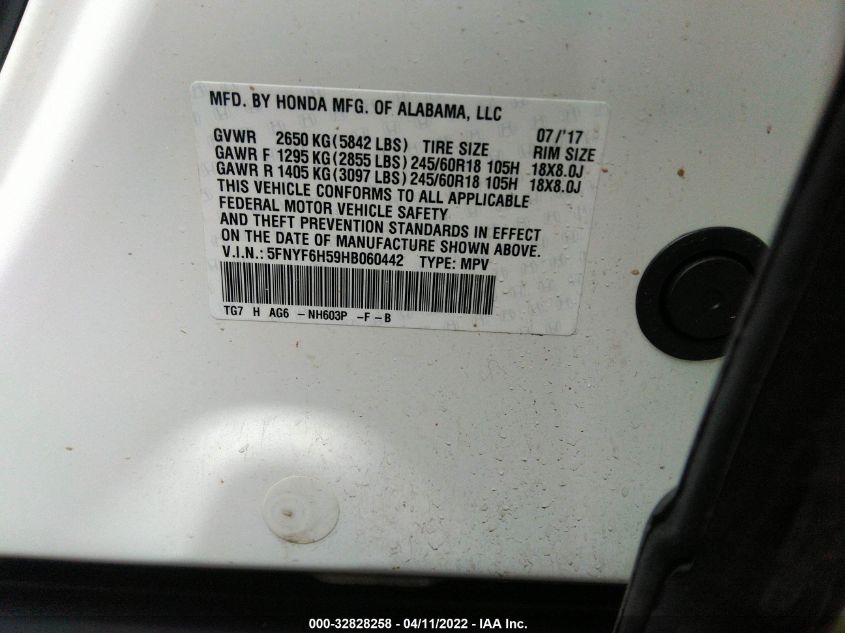 MFD. BY HONDA MFG. OF ALABAMA, LLC 07/'17
GVWR 2650 KG(5842 LBS) TIRE SIZE RIM SIZE
GAWR F 1295 KG(2855 LBS)245/60R18 105H 18X8.0J
GAWR R 1405 KG(3097 LBS)245/60R18 105H 18X8.0J
THIS VEHICLE CONFORMS TO ALL APPLICABLE
FEDERAL MOTOR VEHICLE SAFETY
AND THEFT PREVENTION STANDARDS IN EFFECT
ON THE DATE OF MANUFACTURE SHOWN ABOVE.
V.I.N.: 5FNYF6H59HB060442 TYPE: MPV
TG7 H AG6 -NH603P -F-B
000-32828258 - 04/11/2022 - IAA Inc.